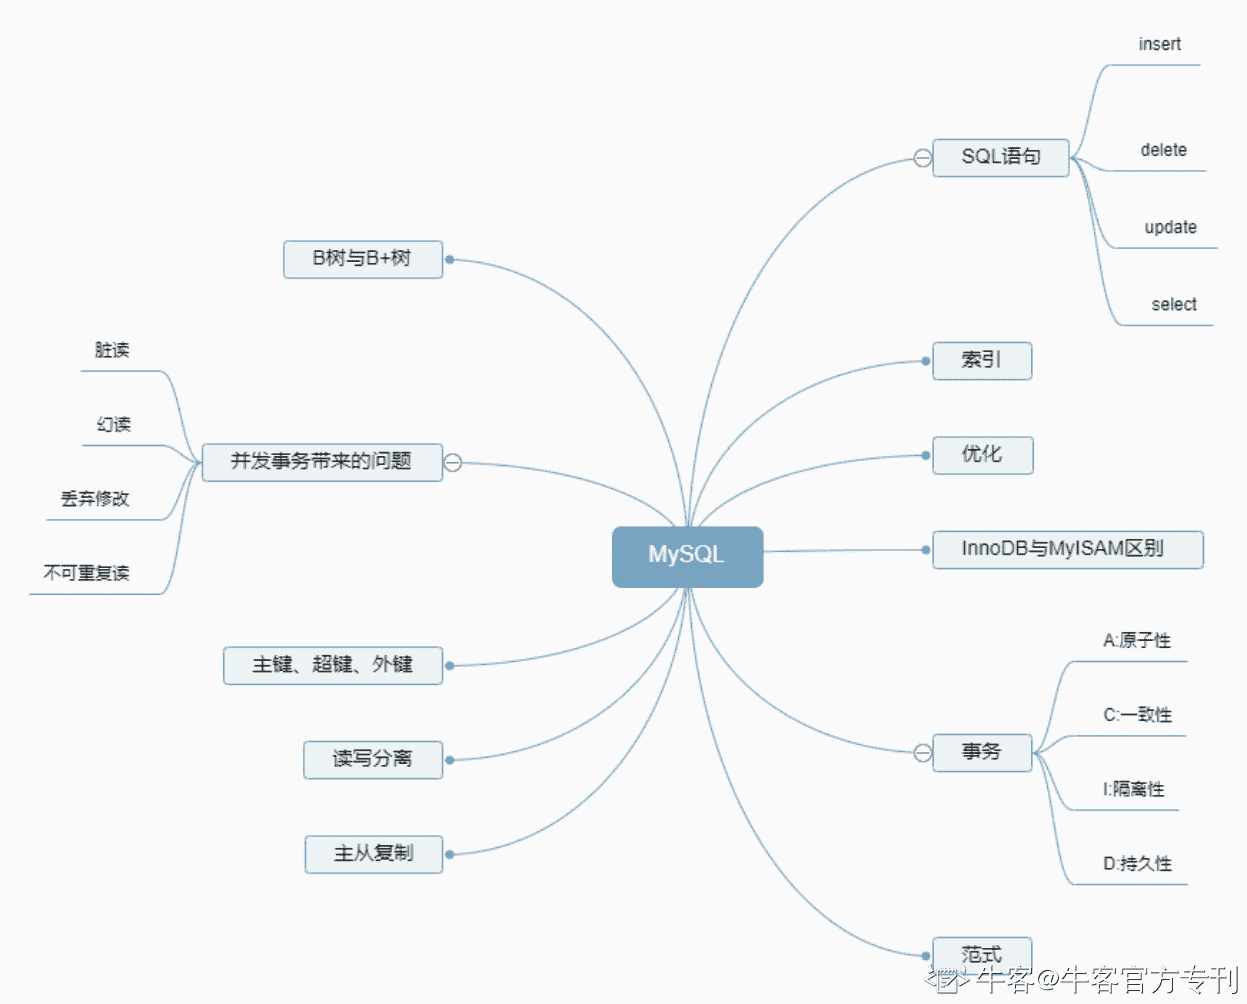 MySQL
SQL语句
insert
delete
update
select
索引
优化
InnoDB与MyISAM区别
事务
A:原子性
C:一致性
I:隔离性
D:持久性
范式
B树与B+树
并发事务带来的问题
脏读
幻读
丢弃修改
不可重复读
主键、超键、外键
读写分离
主从复制
牛客@牛客官方专刊